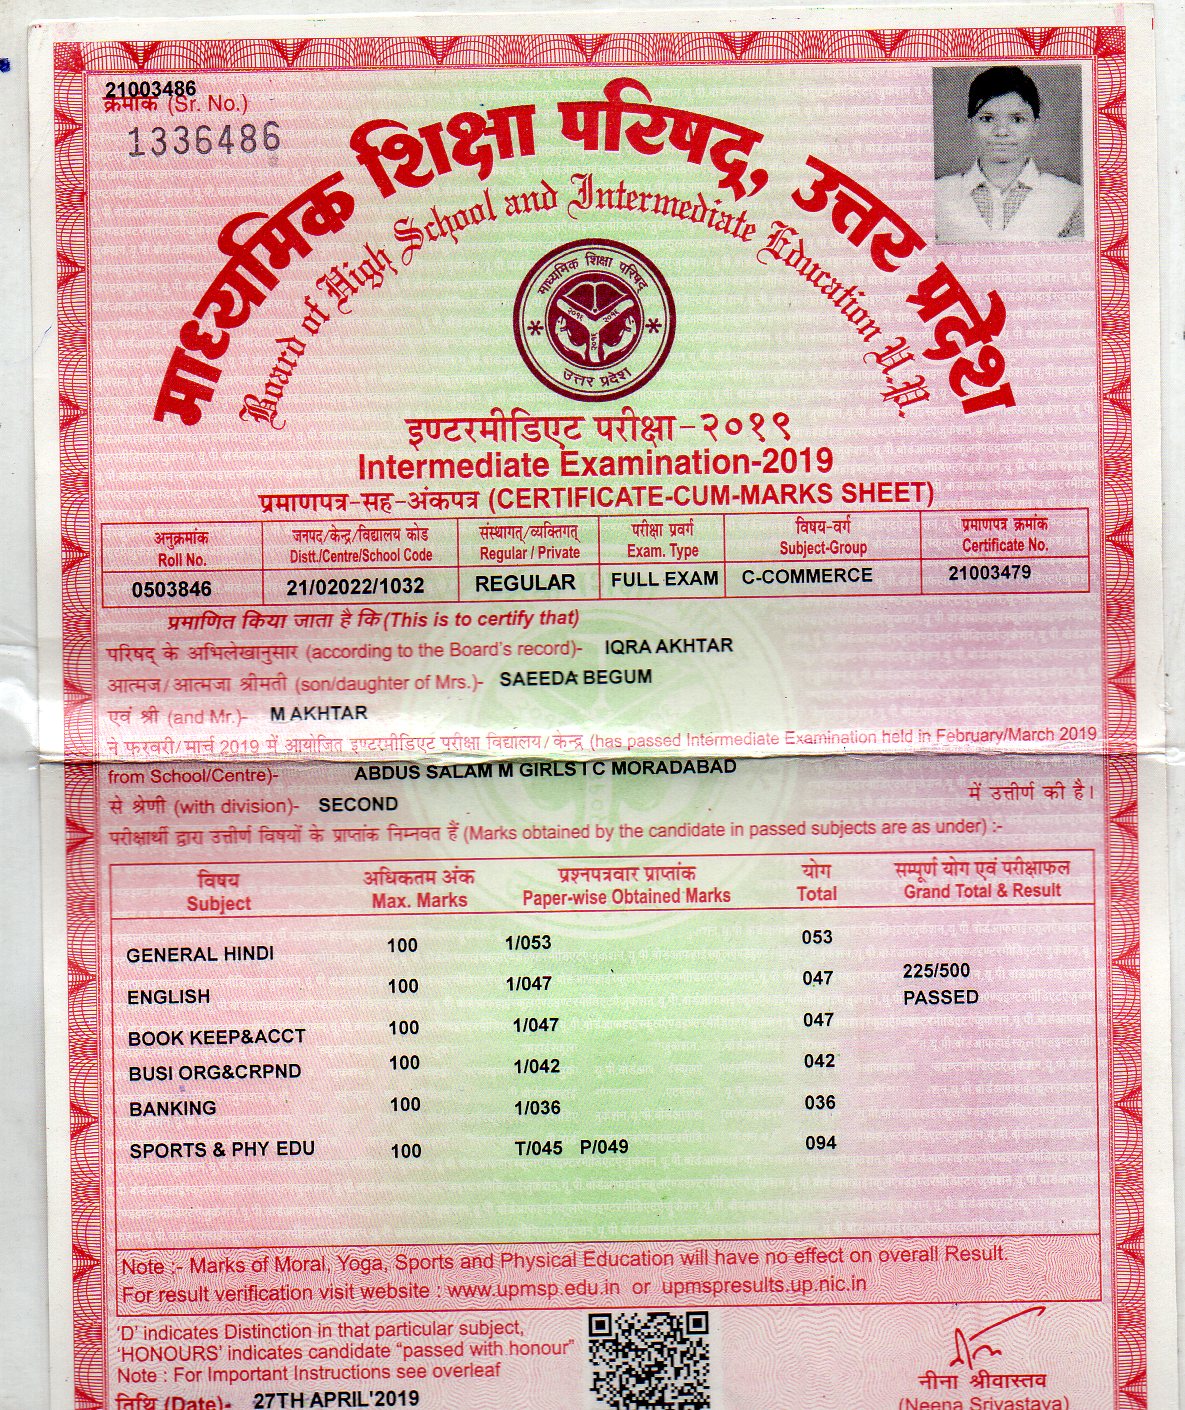 21003486
क्रमांक (Sr. No.)
1336486
माध्यमिक शिक्षा परिषद्, उत्तर प्रदेश
Board of High School and Intermediate Education U.P.
माध्यमिक शिक्षा परिषद्
उत्तर प्रदेश
इण्टरमीडिएट परीक्षा-२०१९
Intermediate Examination-2019
प्रमाणपत्र-सह-अंकपत्र (CERTIFICATE-CUM-MARKS SHEET)
अनुक्रमांक जनपद/केन्द्र/विद्यालय कोड संस्थागत्/व्यक्तिगत् परीक्षा प्रवर्ग विषय-वर्ग प्रमाणपत्र क्रमांक
Roll No. Distt./Centre/School Code Regular / Private Exam. Type Subject-Group Certificate No.
0503846 21/02022/1032 REGULAR FULL EXAM C-COMMERCE 21003479
प्रमाणित किया जाता है कि (This is to certify that)
परिषद् के अभिलेखानुसार (according to the Board's record)- IQRA AKHTAR
आत्मज/आत्मजा श्रीमती (son/daughter of Mrs.)- SAEEDA BEGUM
एवं श्री (and Mr.)- M AKHTAR
ने फरवरी/मार्च 2019 में आयोजित इण्टरमीडिएट परीक्षा विद्यालय/केन्द्र (has passed Intermediate Examination held in February/March 2019
from School/Centre)- ABDUS SALAM M GIRLS I C MORADABAD
से श्रेणी (with division)- SECOND में उत्तीर्ण की है।
परीक्षार्थी द्वारा उत्तीर्ण विषयों के प्राप्तांक निम्नवत हैं (Marks obtained by the candidate in passed subjects are as under) :-
विषय अधिकतम अंक प्रश्नपत्रवार प्राप्तांक योग सम्पूर्ण योग एवं परीक्षाफल
Subject Max. Marks Paper-wise Obtained Marks Total Grand Total & Result
GENERAL HINDI 100 1/053 053
ENGLISH 100 1/047 047 225/500
PASSED
BOOK KEEP&ACCT 100 1/047 047
BUSI ORG&CRPND 100 1/042 042
BANKING 100 1/036 036
SPORTS & PHY EDU 100 T/045 P/049 094
Note :- Marks of Moral, Yoga, Sports and Physical Education will have no effect on overall Result.
For result verification visit website : www.upmsp.edu.in or upmspresults.up.nic.in
'D' indicates Distinction in that particular subject,
'HONOURS' indicates candidate "passed with honour"
Note : For Important Instructions see overleaf
तिथि (Date)- 27TH APRIL'2019
नीना श्रीवास्तव
(Neena Srivastava)